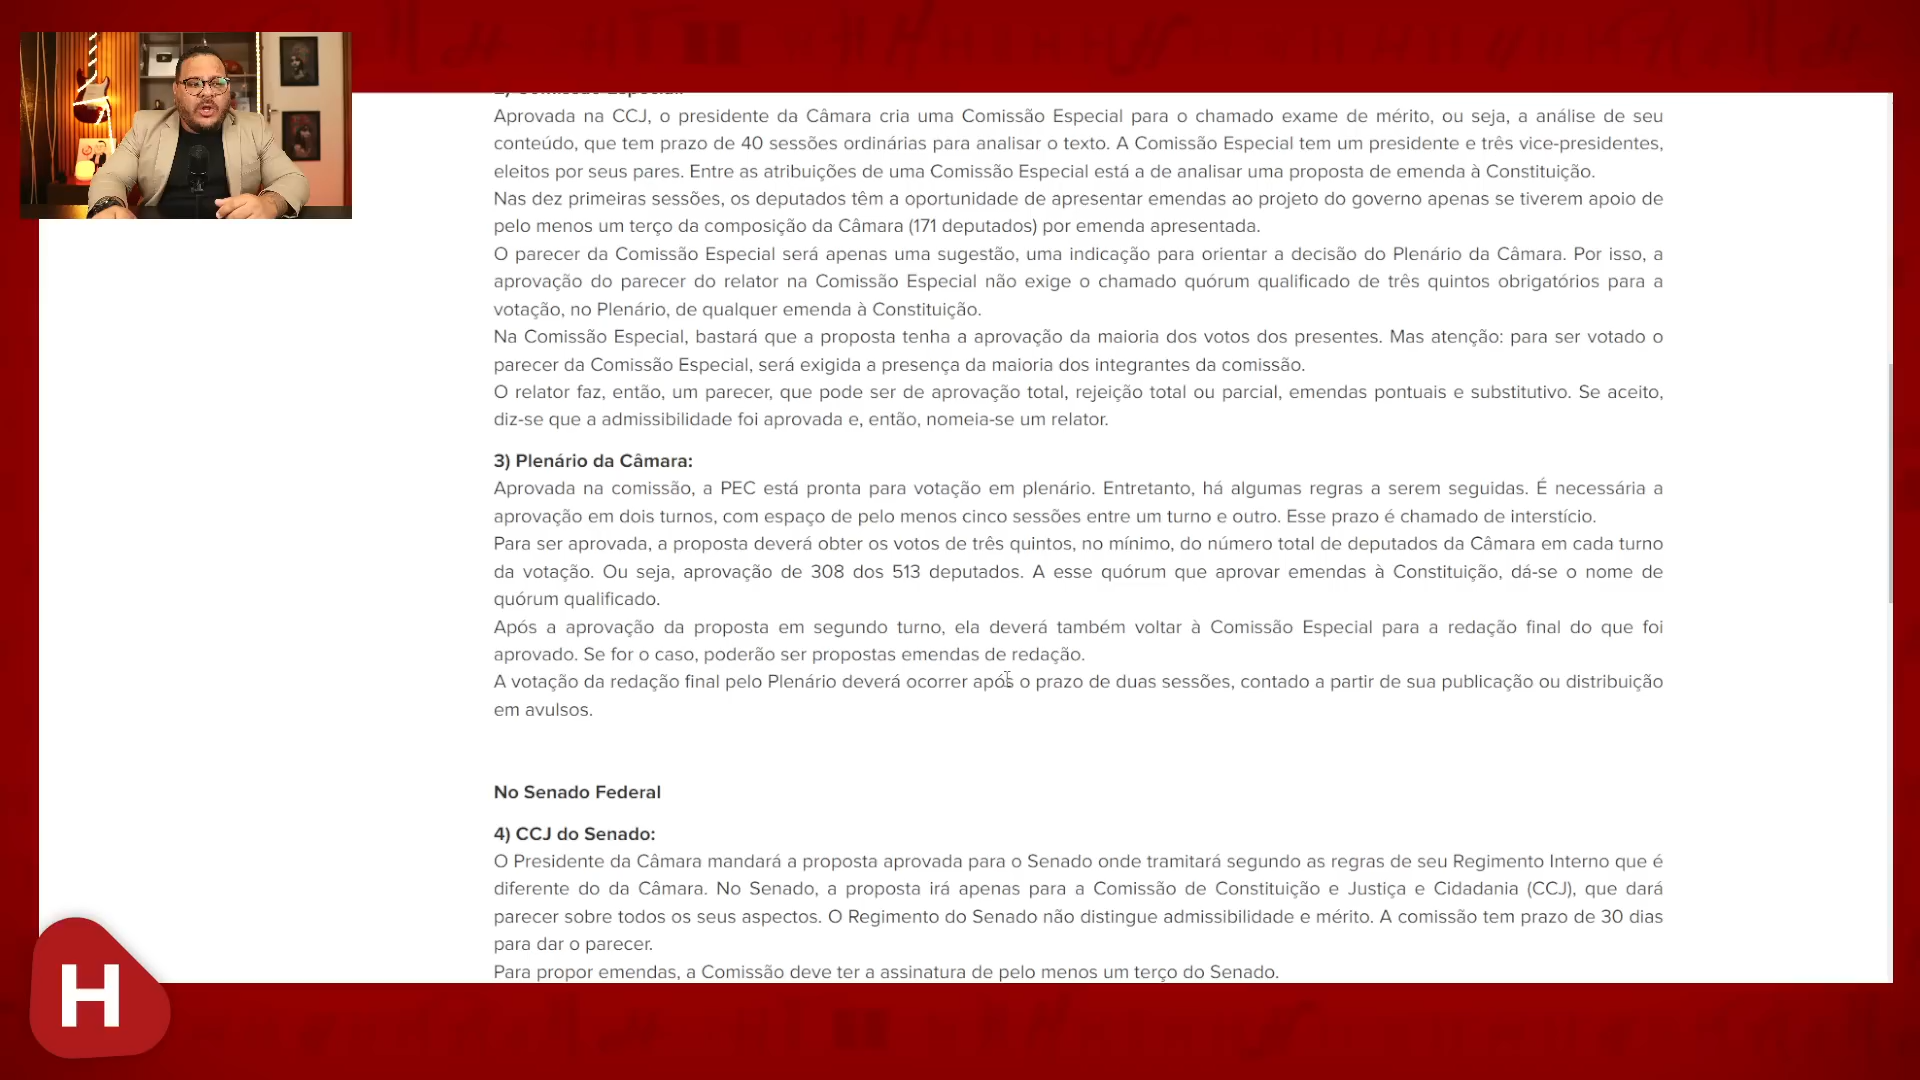 2) Comissão Especial:
Aprovada na CCJ, o presidente da Câmara cria uma Comissão Especial para o chamado exame de mérito, ou seja, a análise de seu
conteúdo, que tem prazo de 40 sessões ordinárias para analisar o texto. A Comissão Especial tem um presidente e três vice-presidentes,
eleitos por seus pares. Entre as atribuições de uma Comissão Especial está a de analisar uma proposta de emenda à Constituição.
Nas dez primeiras sessões, os deputados têm a oportunidade de apresentar emendas ao projeto do governo apenas se tiverem apoio de
pelo menos um terço da composição da Câmara (171 deputados) por emenda apresentada.
O parecer da Comissão Especial será apenas uma sugestão, uma indicação para orientar a decisão do Plenário da Câmara. Por isso, a
aprovação do parecer do relator na Comissão Especial não exige o chamado quórum qualificado de três quintos obrigatórios para a
votação, no Plenário, de qualquer emenda à Constituição.
Na Comissão Especial, bastará que a proposta tenha a aprovação da maioria dos votos dos presentes. Mas atenção: para ser votado o
parecer da Comissão Especial, será exigida a presença da maioria dos integrantes da comissão.
O relator faz, então, um parecer, que pode ser de aprovação total, rejeição total ou parcial, emendas pontuais e substitutivo. Se aceito,
diz-se que a admissibilidade foi aprovada e, então, nomeia-se um relator.
3) Plenário da Câmara:
Aprovada na comissão, a PEC está pronta para votação em plenário. Entretanto, há algumas regras a serem seguidas. É necessária a
aprovação em dois turnos, com espaço de pelo menos cinco sessões entre um turno e outro. Esse prazo é chamado de interstício.
Para ser aprovada, a proposta deverá obter os votos de três quintos, no mínimo, do número total de deputados da Câmara em cada turno
da votação. Ou seja, aprovação de 308 dos 513 deputados. A esse quórum que aprovar emendas à Constituição, dá-se o nome de
quórum qualificado.
Após a aprovação da proposta em segundo turno, ela deverá também voltar à Comissão Especial para a redação final do que foi
aprovado. Se for o caso, poderão ser propostas emendas de redação.
A votação da redação final pelo Plenário deverá ocorrer após o prazo de duas sessões, contado a partir de sua publicação ou distribuição
em avulsos.
No Senado Federal
4) CCJ do Senado:
O Presidente da Câmara mandará a proposta aprovada para o Senado onde tramitará segundo as regras de seu Regimento Interno que é
diferente do da Câmara. No Senado, a proposta irá apenas para a Comissão de Constituição e Justiça e Cidadania (CCJ), que dará
parecer sobre todos os seus aspectos. O Regimento do Senado não distingue admissibilidade e mérito. A comissão tem prazo de 30 dias
para dar o parecer.
Para propor emendas, a Comissão deve ter a assinatura de pelo menos um terço do Senado.
H